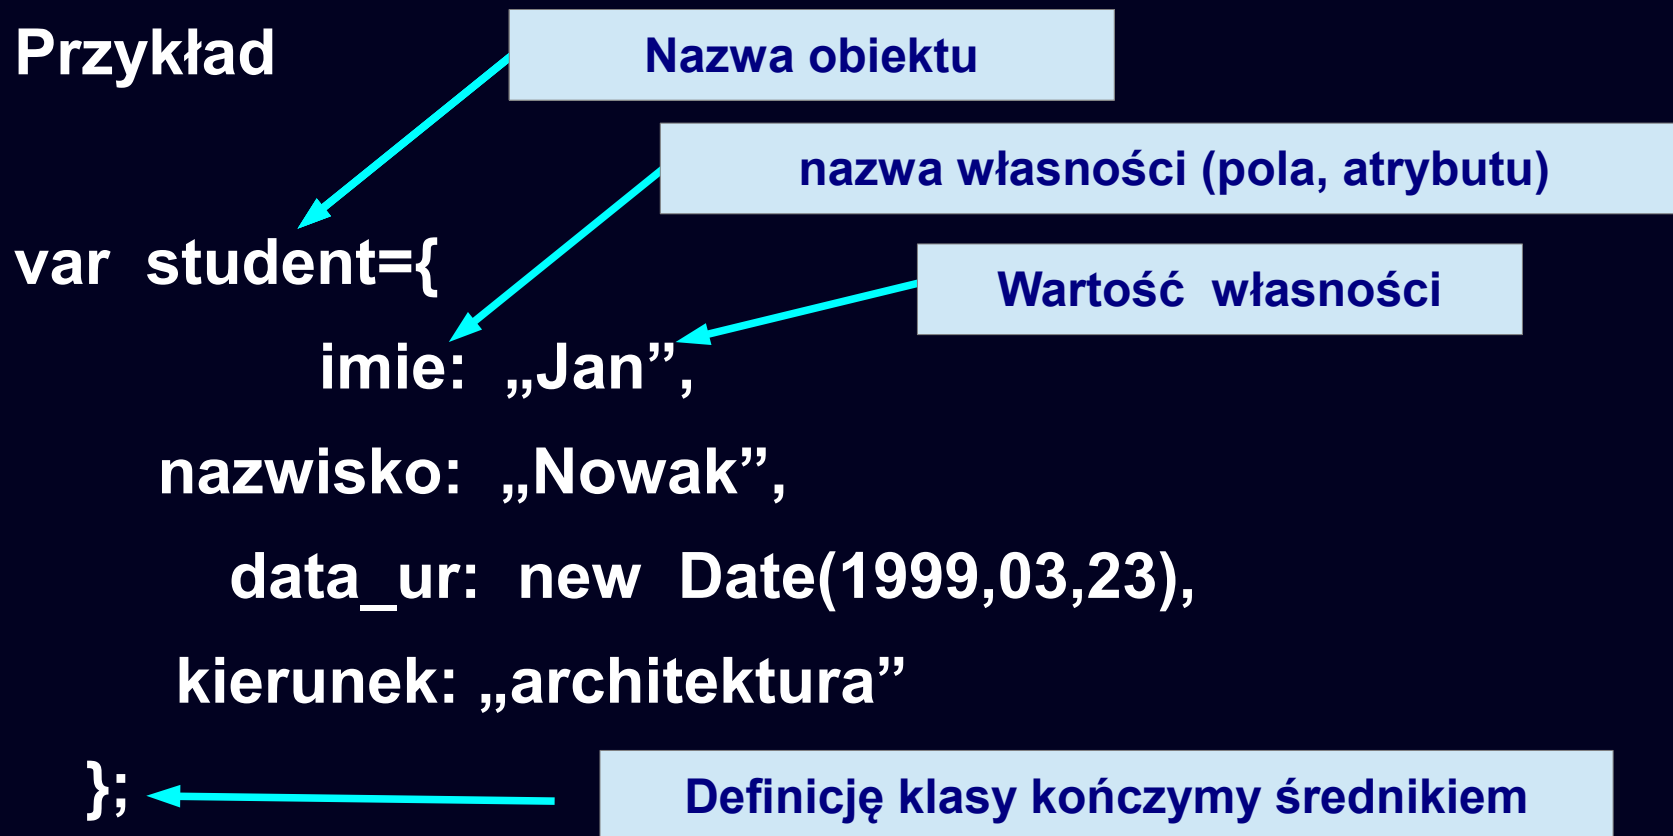 Przykład
Nazwa obiektu
nazwa własności (pola, atrybutu)
var student={
Wartość własności
imie: „Jan”,
nazwisko: „Nowak”,
data_ur: new Date(1999,03,23),
kierunek: „architektura”
};
Definicję klasy kończymy średnikiem